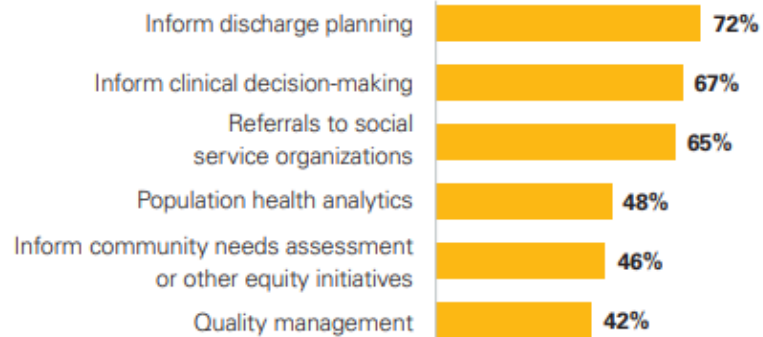 Inform discharge planning 72%
Inform clinical decision-making 67%
Referrals to social
service organizations 65%
Population health analytics 48%
Inform community needs assessment
or other equity initiatives 46%
Quality management 42%